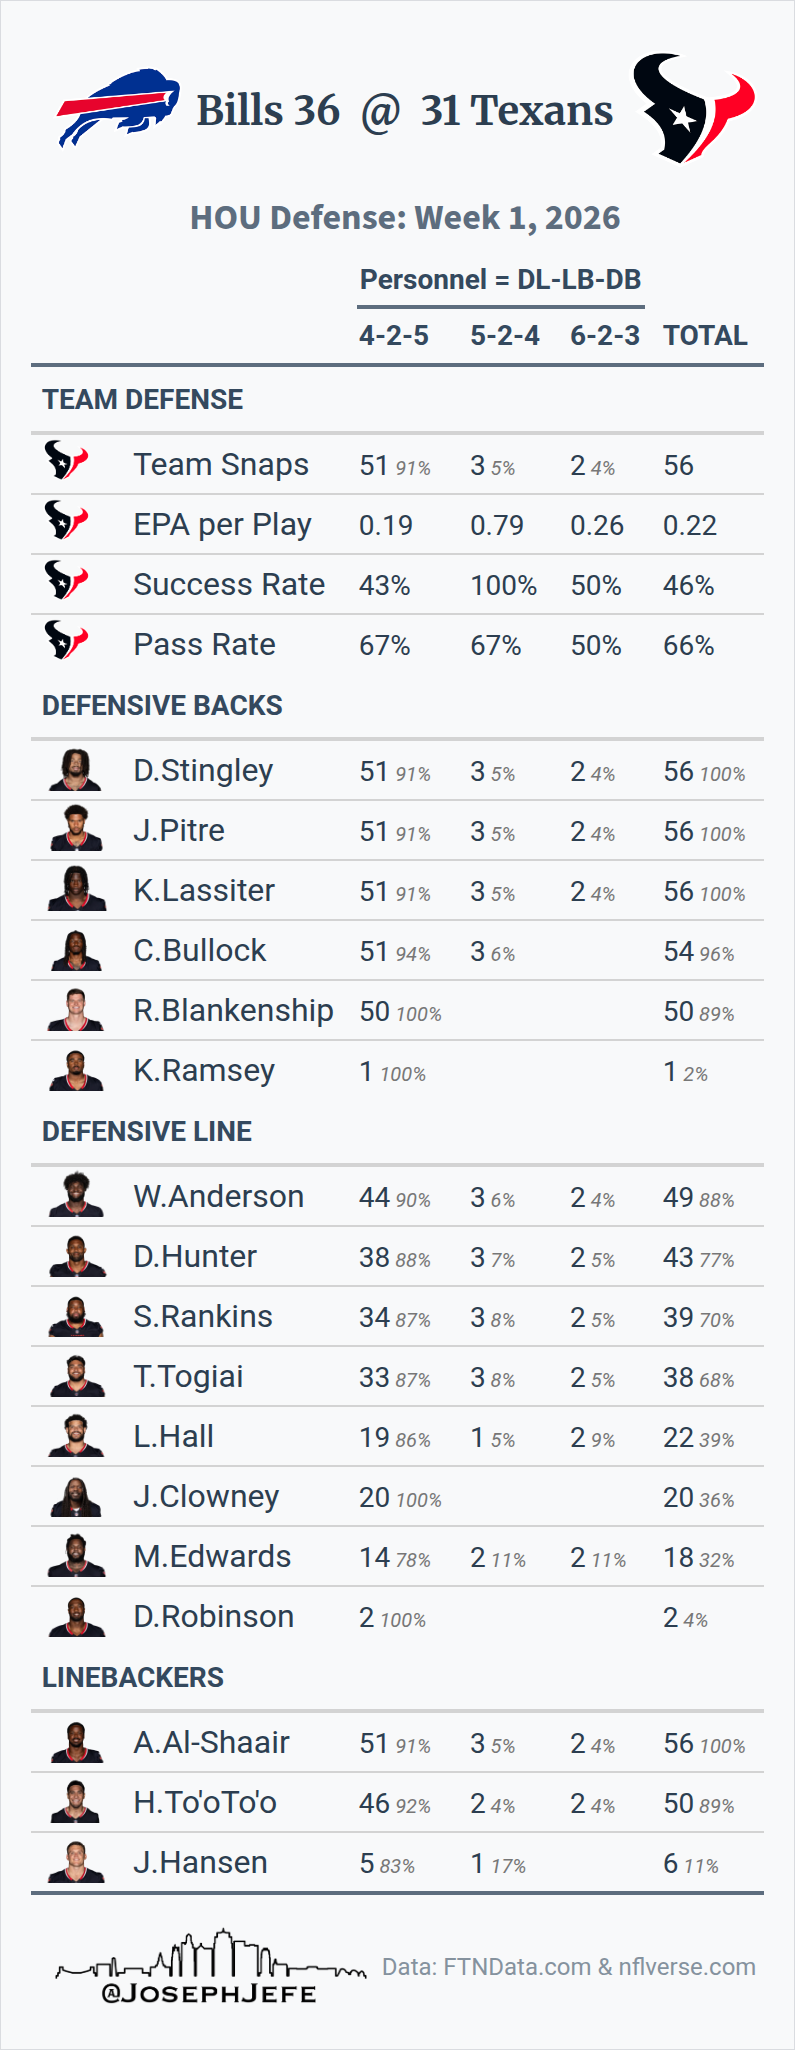 Bills 36 @ 31 Texans
HOU Defense: Week 1, 2026
Personnel = DL-LB-DB
4-2-5 5-2-4 6-2-3 TOTAL
TEAM DEFENSE
Team Snaps 51 91% 3 5% 2 4% 56
EPA per Play 0.19 0.79 0.26 0.22
Success Rate 43% 100% 50% 46%
Pass Rate 67% 67% 50% 66%
DEFENSIVE BACKS
D.Stingley 51 91% 3 5% 2 4% 56 100%
J.Pitre 51 91% 3 5% 2 4% 56 100%
K.Lassiter 51 91% 3 5% 2 4% 56 100%
C.Bullock 51 94% 3 6% 54 96%
R.Blankenship 50 100% 50 89%
K.Ramsey 1 100% 1 2%
DEFENSIVE LINE
W.Anderson 44 90% 3 6% 2 4% 49 88%
D.Hunter 38 88% 3 7% 2 5% 43 77%
S.Rankins 34 87% 3 8% 2 5% 39 70%
T.Togiai 33 87% 3 8% 2 5% 38 68%
L.Hall 19 86% 1 5% 2 9% 22 39%
J.Clowney 20 100% 20 36%
M.Edwards 14 78% 2 11% 2 11% 18 32%
D.Robinson 2 100% 2 4%
LINEBACKERS
A.Al-Shaair 51 91% 3 5% 2 4% 56 100%
H.To'oTo'o 46 92% 2 4% 2 4% 50 89%
J.Hansen 5 83% 1 17% 6 11%
@JOSEPHJEFE
Data: FTNData.com & nflverse.com